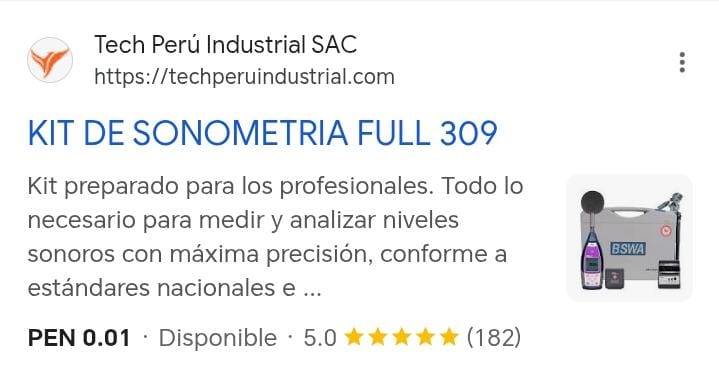 Tech Perú Industrial SAC
https://techperuindustrial.com
KIT DE SONOMETRIA FULL 309
Kit preparado para los profesionales. Todo lo
necesario para medir y analizar niveles
sonoros con máxima precisión, conforme a
estándares nacionales e ...
BSWA
PEN 0.01 · Disponible · 5.0 ★★★★★ (182)